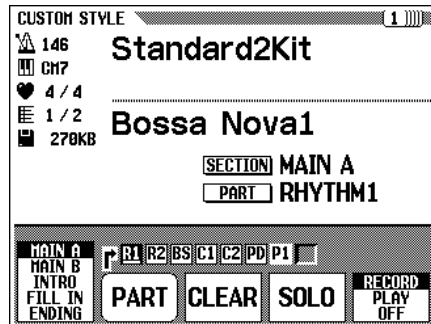 CUSTOM STYLE 1
146
CM7
4 / 4
1 / 2
270KB
Standard2Kit
Bossa Nova1
SECTION MAIN A
PART RHYTHM1
MAIN A
MAIN B
INTRO
FILL IN
ENDING
R1 R2 BS C1 C2 PD P1
PART CLEAR SOLO
RECORD
PLAY
OFF